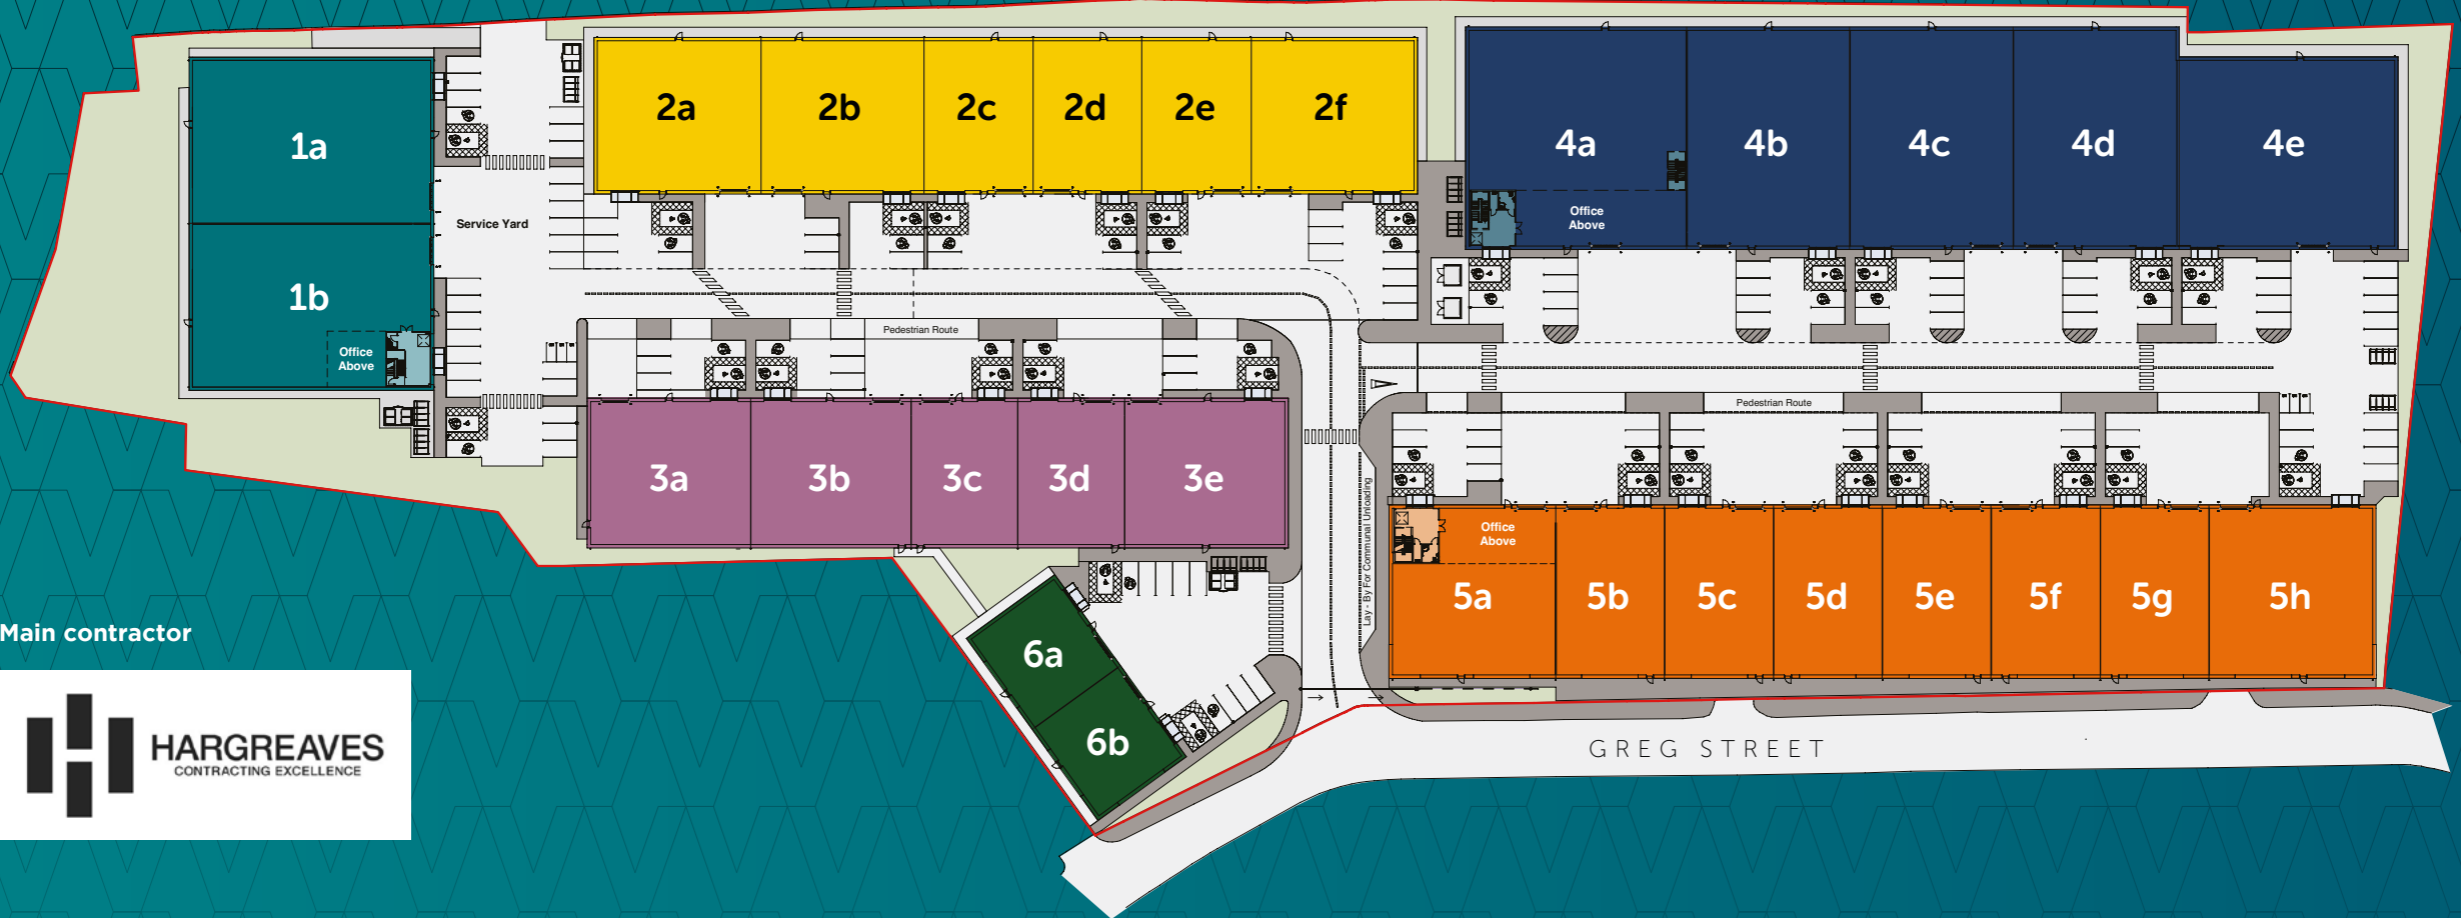 1a
1b
Office
Above
Service Yard
2a
2b
2c
2d
2e
2f
Pedestrian Route
3a
3b
3c
3d
3e
4a
4b
4c
4d
4e
Office
Above
Pedestrian Route
Lay - By For Communal Unloading
Office
Above
5a
5b
5c
5d
5e
5f
5g
5h
6a
6b
GREG STREET
Main contractor
HARGREAVES
CONTRACTING EXCELLENCE